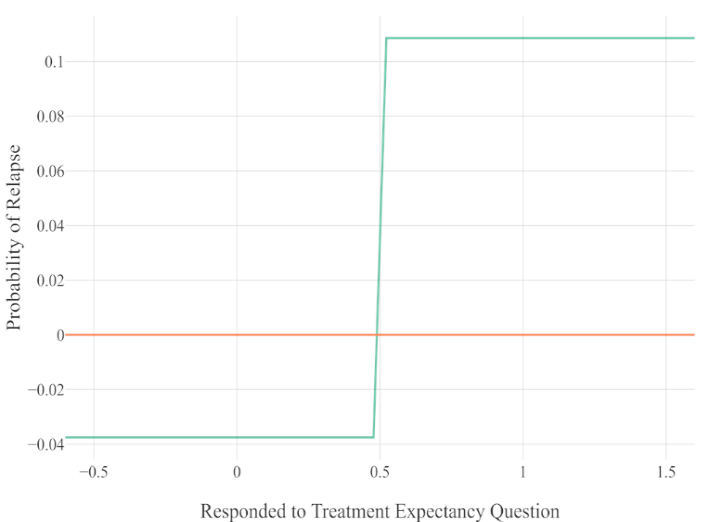 0.1
0.08
0.06
0.04
0.02
0
−0.02
−0.04
Probability of Relapse
−0.5 0 0.5 1 1.5
Responded to Treatment Expectancy Question